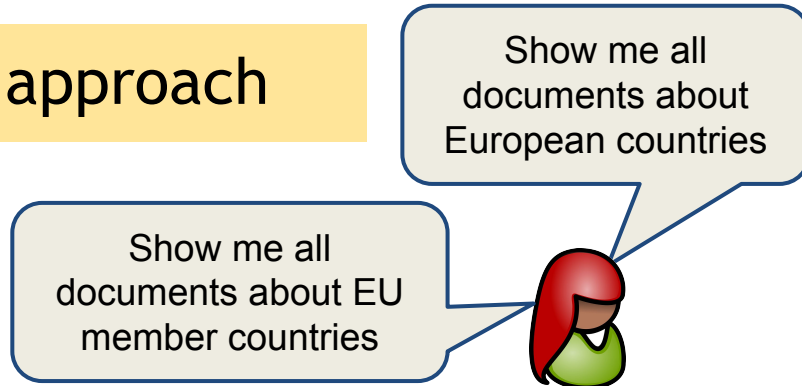 approach
Show me all
documents about
European countries
Show me all
documents about EU
member countries